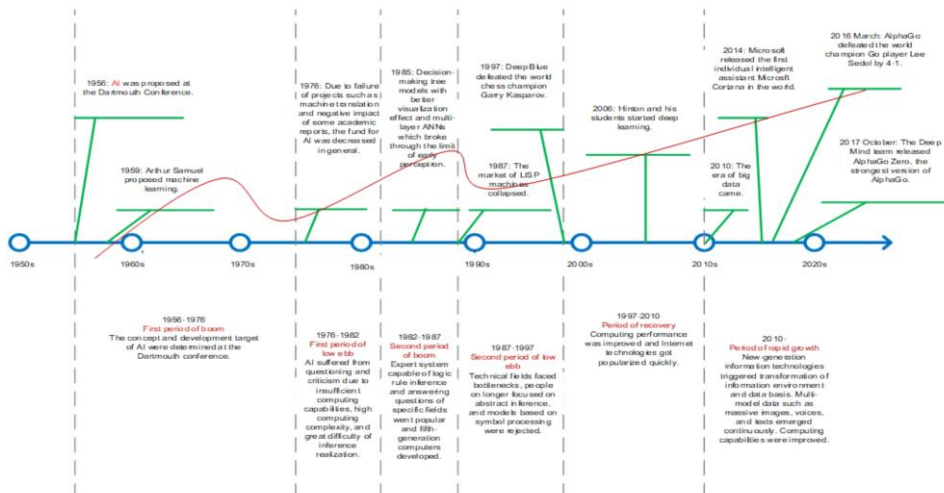 1956: AI was proposed at
the Dartmouth Conference.
1959: Arthur Samuel
proposed machine
learning.
1976: Due to failure
of projects such as
machine translation
and negative impact
of some academic
reports, the fund for
AI was decreased in
general.
1985: Decision-
making tree
models with
better
visualization
effect and multi-
layer ANNs
which broke
through the limit
of early
perceptron.
1987: The
market of LISP
machines
collapsed.
1997: Deep Blue
defeated the world
chess champion
Garry Kasparov.
2006: Hinton and his
students started deep
learning.
2010: The
era of big
data
came.
2014: Microsoft
released the first
individual intelligent
assistant Microsft
Cortana in the world.
2016 March: AlphaGo
defeated the world
champion Go player Lee
Sedol by 4-1.
2017 October: The Deep
Mind team released
AlphaGo Zero, the
strongest version of
AlphaGo.
1950s
1960s
1970s
1980s
1990s
2000s
2010s
2020s
1956-1976
First period of boom
The concept and development target
of AI were determined at the
Dartmouth conference.
1976-1982
First period of
low ebb
AI suffered from
questioning and
criticism due to
insufficient
computing
capabilities, high
computing
complexity, and
great difficulty of
inference
realization.
1982-1987
Second period
of boom
Expert system
capable of logic
rule inference
and answering
questions of
specific fields
went popular
and fifth-
generation
computers
developed.
1987-1997
Second period of low
ebb
Technical fields faced
bottlenecks, people
on longer focused on
abstract inference,
and models based on
symbol processing
were rejected.
1997-2010
Period of recovery
Computing performance
was improved and Internet
technologies got
popularized quickly.
2010-
Period of rapid growth
New-generation
information technologies
triggered transformation of
information environment
and data basis. Multi-
model data such as
massive images, voices,
and texts emerged
continuously. Computing
capabilities were improved.